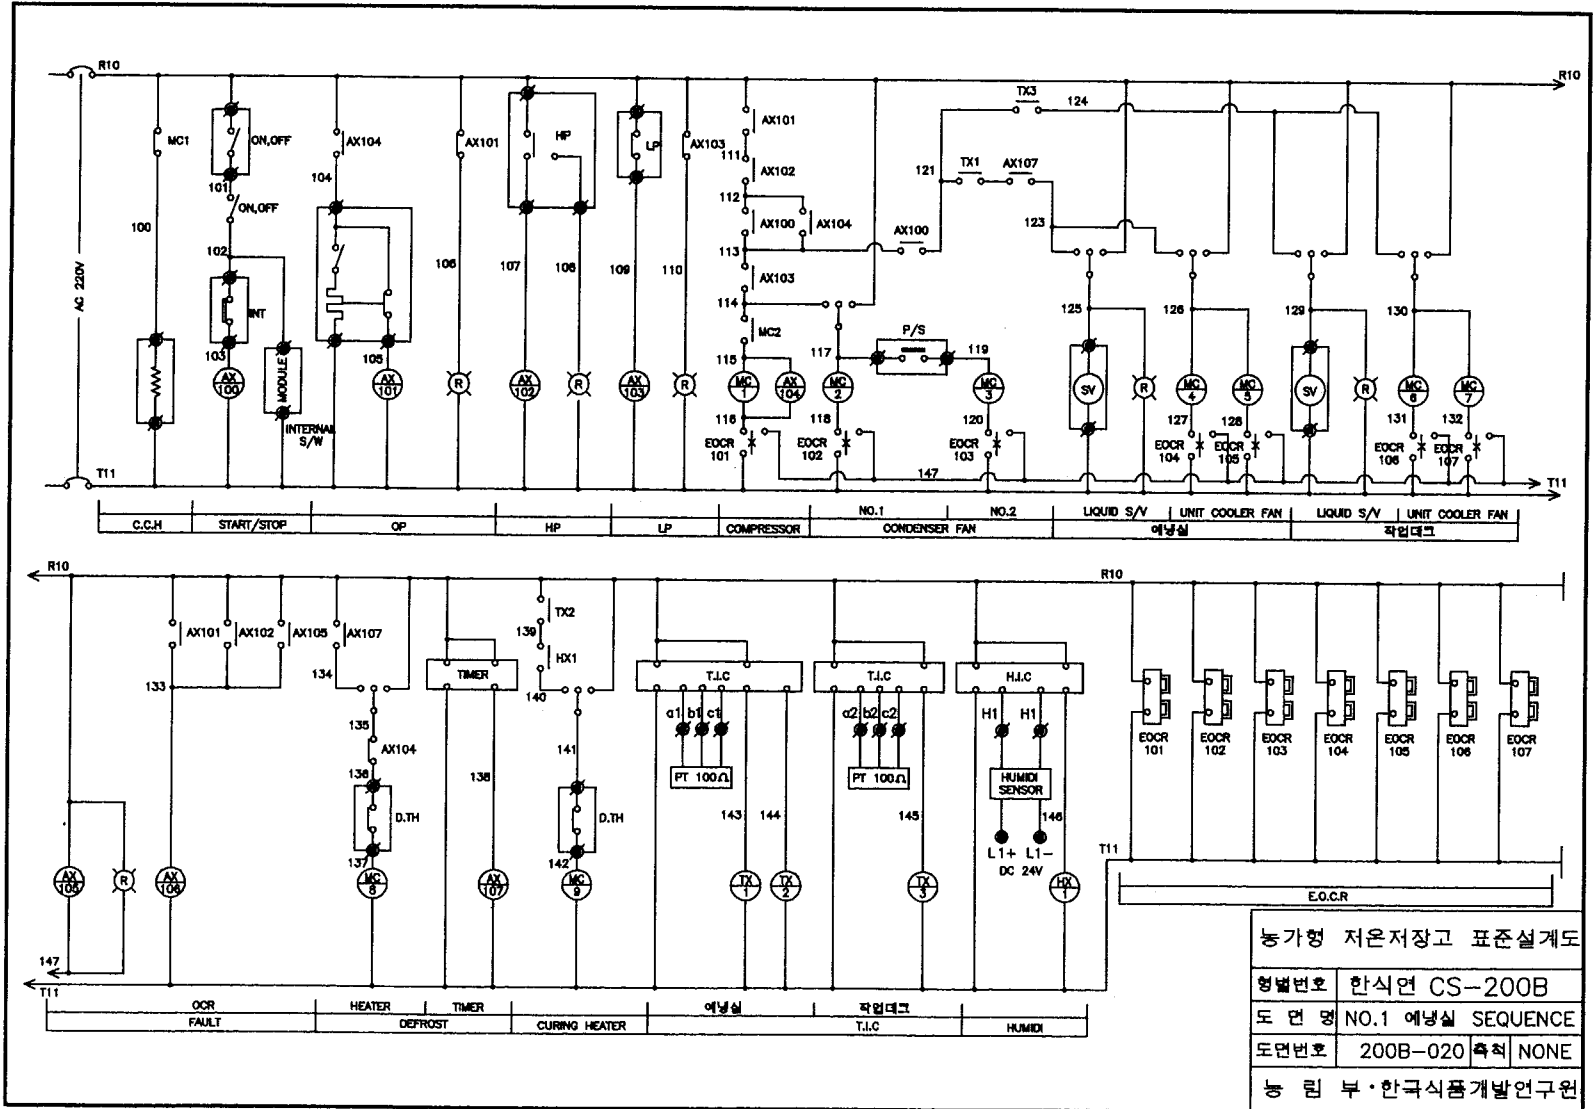 R10
R10
AC 220V
T11
T11
MC1
100
ON,OFF
101
ON,OFF
102
INT
103
AX
100
MODULE
INTERNAL
S/W
AX104
104
105
AX
101
AX101
106
R
HP
107
108
AX
102
R
LP
109
AX
103
AX103
110
R
AX101
111
AX102
112
AX100
AX104
113
AX103
114
MC2
115
MC
1
AX
104
116
EOCR
101
117
MC
2
118
EOCR
102
P/S
119
MC
3
120
EOCR
103
147
AX100
121
TX3
124
TX1
AX107
123
125
SV
R
126
MC
4
MC
5
127
128
EOCR
104
EOCR
105
129
SV
R
130
MC
6
MC
7
131
132
EOCR
106
EOCR
107
C.C.H
START/STOP
OP
HP
LP
COMPRESSOR
NO.1
NO.2
CONDENSER FAN
LIQUID S/V
UNIT COOLER FAN
예냉실
LIQUID S/V
UNIT COOLER FAN
작업데크
R10
R10
AX101
AX102
AX105
133
AX
105
R
AX
106
147
T11
AX107
134
135
AX104
136
D.TH
137
MC
8
TIMER
138
AX
107
TX2
139
HX1
140
141
D.TH
142
MC
9
T.I.C
a1 b1 c1
PT 100Ω
143
144
TX
1
TX
2
T.I.C
a2 b2 c2
PT 100Ω
145
TX
3
H.I.C
H1 H1
HUMIDI
SENSOR
146
L1+ L1-
DC 24V
HX
1
T11
EOCR
101
EOCR
102
EOCR
103
EOCR
104
EOCR
105
EOCR
106
EOCR
107
E.O.C.R
OCR
FAULT
HEATER
TIMER
DEFROST
CURING HEATER
예냉실
작업데크
T.I.C
HUMIDI
농가형 저온저장고 표준설계도
형별번호 한식연 CS-200B
도 면 명 NO.1 예냉실 SEQUENCE
도면번호 200B-020 축척 NONE
농 림 부·한국식품개발연구원